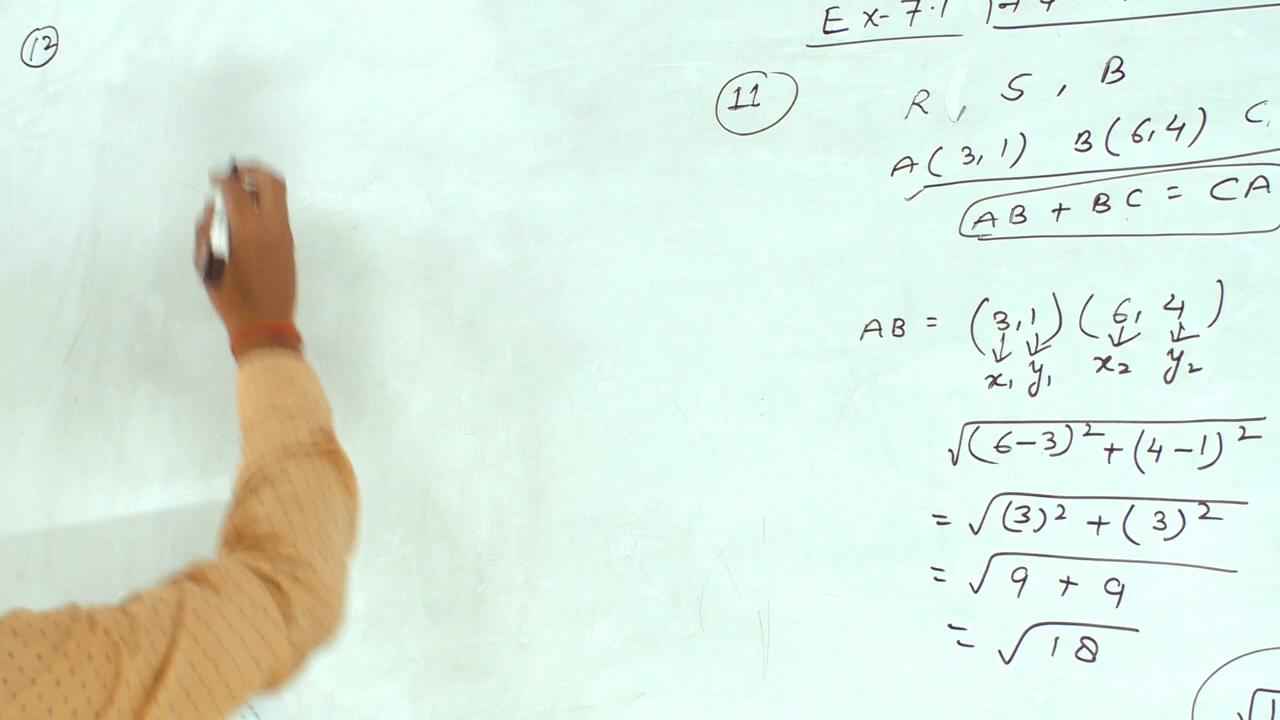 12
Ex-7.1
11
R, S, B
A(3,1) B(6,4) C
AB + BC = CA
AB = (3,1) (6,4)
x₁ y₁ x₂ y₂
√(6-3)² + (4-1)²
= √(3)² + (3)²
= √9 + 9
= √18